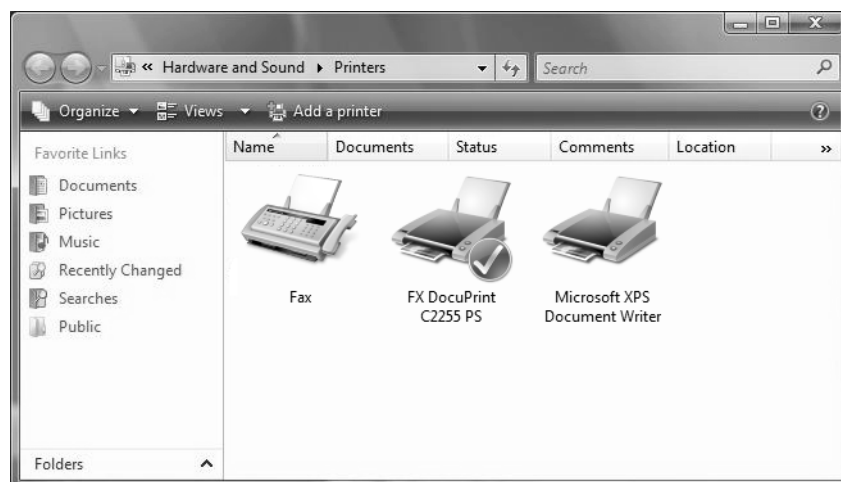 « Hardware and Sound ▸ Printers
Search
Organize Views Add a printer
Favorite Links
Documents
Pictures
Music
Recently Changed
Searches
Public
Folders
Name Documents Status Comments Location »
Fax
FX DocuPrint
C2255 PS
Microsoft XPS
Document Writer